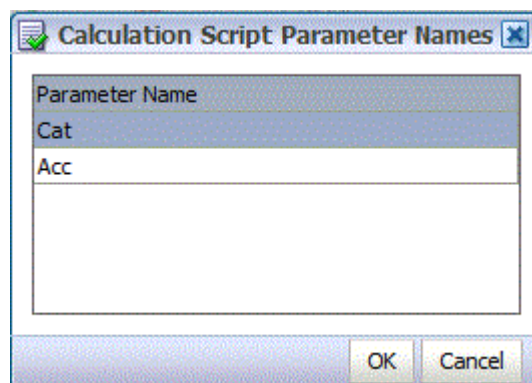 Calculation Script Parameter Names
Parameter Name
Cat
Acc
OK Cancel